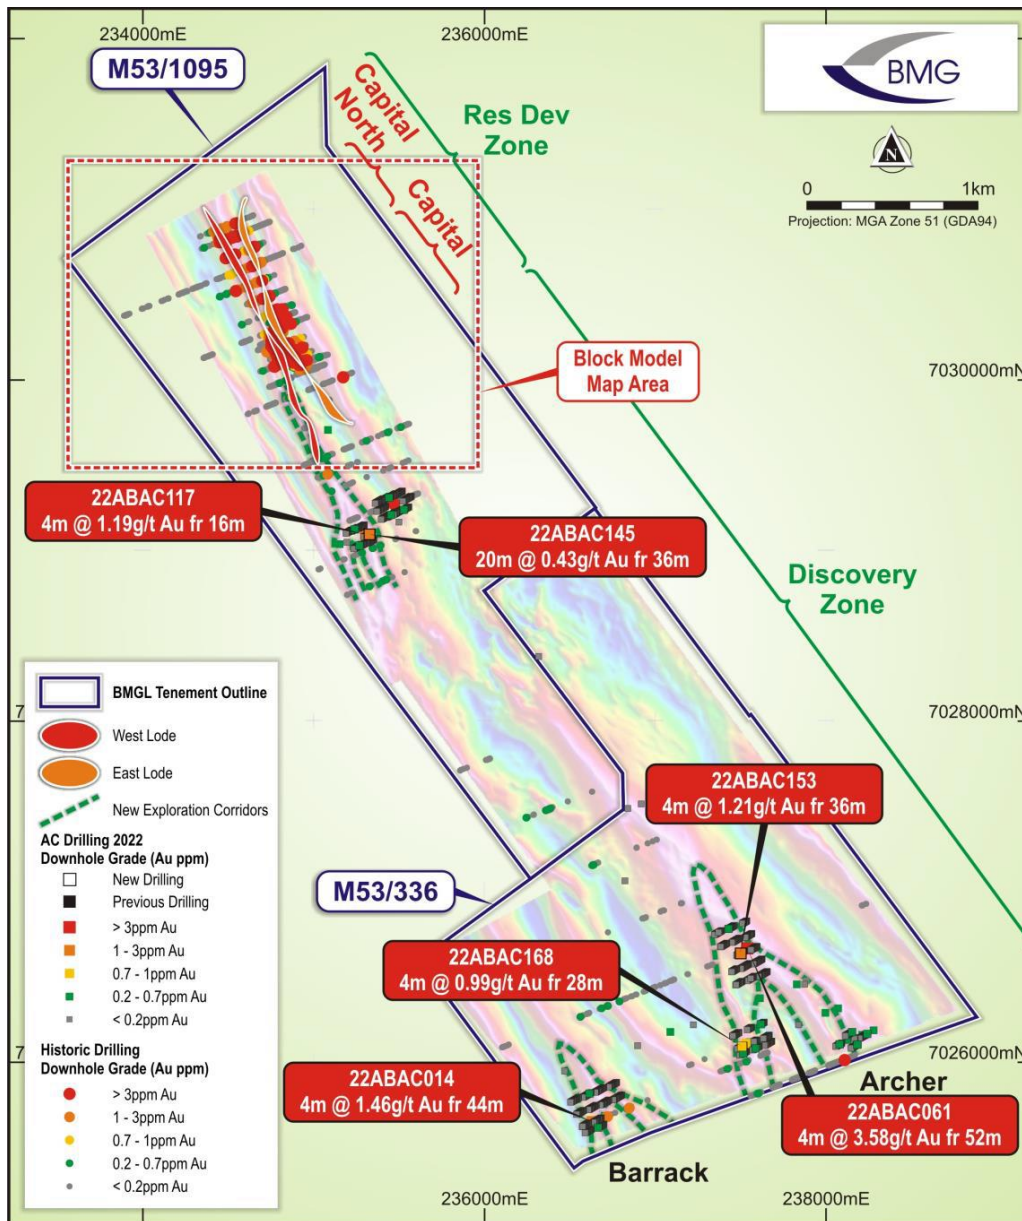 234000mE
236000mE
M53/1095
Capital
North
Capital
Res Dev
Zone
BMG
N
0
1km
Projection: MGA Zone 51 (GDA94)
Block Model
Map Area
7030000mN
22ABAC117
4m @ 1.19g/t Au fr 16m
22ABAC145
20m @ 0.43g/t Au fr 36m
Discovery
Zone
BMGL Tenement Outline
West Lode
East Lode
New Exploration Corridors
AC Drilling 2022
Downhole Grade (Au ppm)
New Drilling
Previous Drilling
> 3ppm Au
1 - 3ppm Au
0.7 - 1ppm Au
0.2 - 0.7ppm Au
< 0.2ppm Au
Historic Drilling
Downhole Grade (Au ppm)
> 3ppm Au
1 - 3ppm Au
0.7 - 1ppm Au
0.2 - 0.7ppm Au
< 0.2ppm Au
7
7028000mN
22ABAC153
4m @ 1.21g/t Au fr 36m
M53/336
22ABAC168
4m @ 0.99g/t Au fr 28m
7026000mN
22ABAC014
4m @ 1.46g/t Au fr 44m
Archer
22ABAC061
4m @ 3.58g/t Au fr 52m
Barrack
236000mE
238000mE